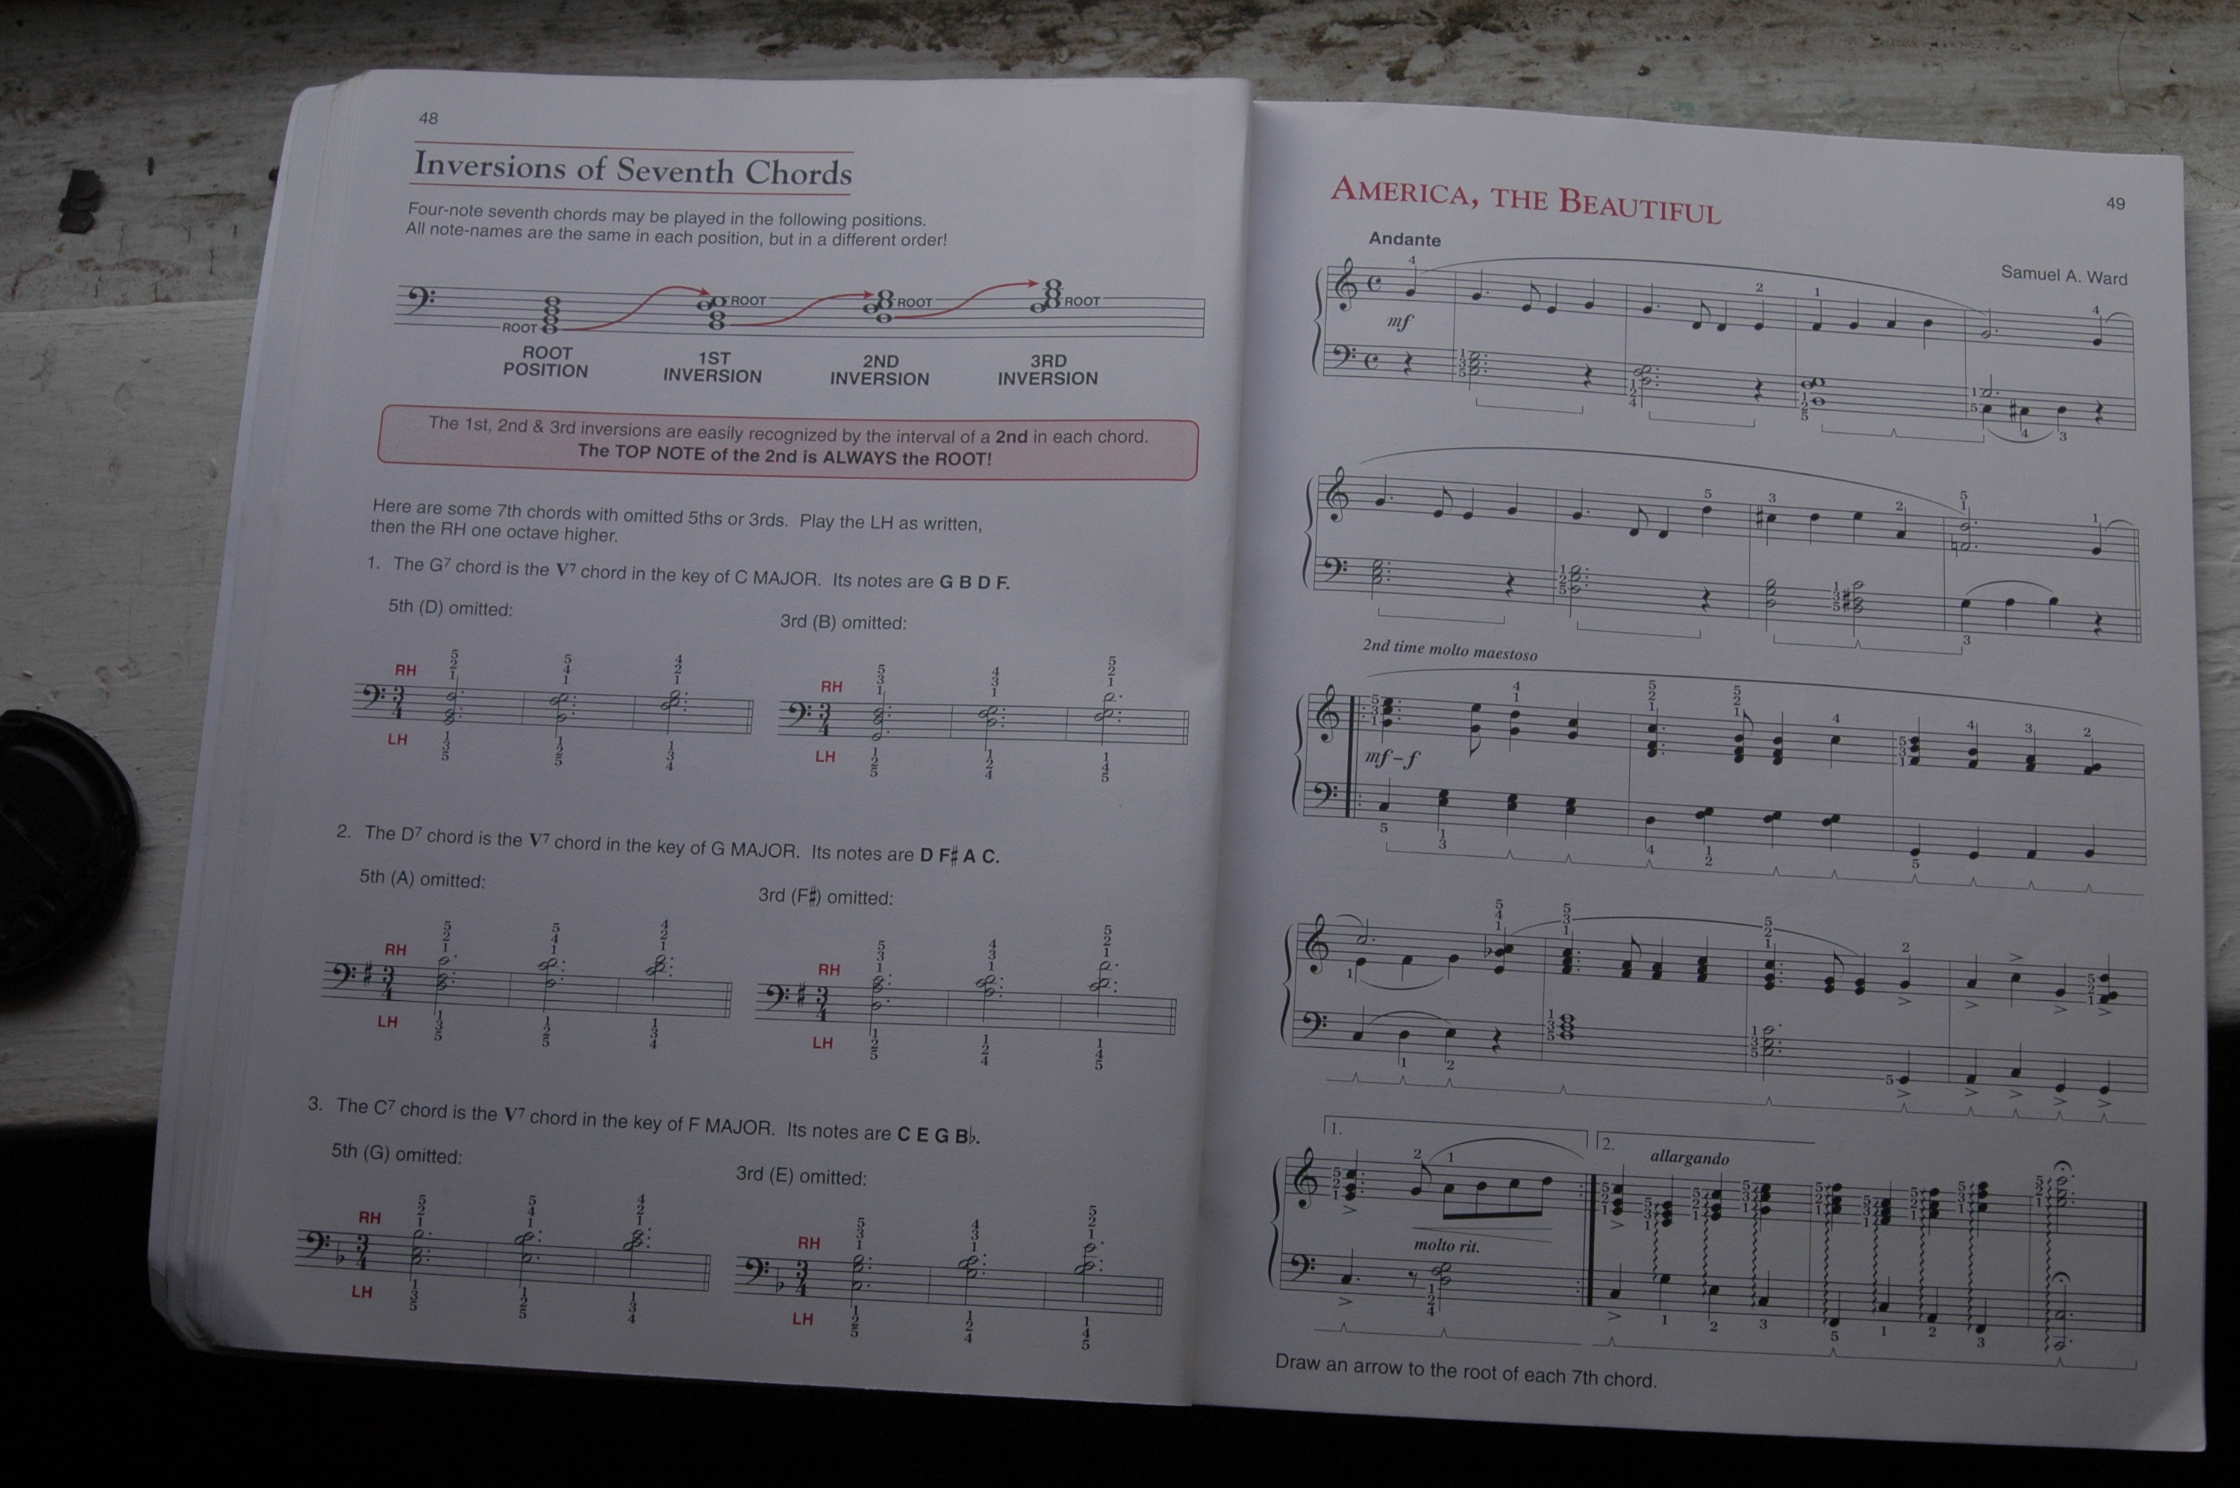 48
Inversions of Seventh Chords
Four-note seventh chords may be played in the following positions.
All note-names are the same in each position, but in a different order!
ROOT
ROOT
ROOT
ROOT
ROOT POSITION
1ST INVERSION
2ND INVERSION
3RD INVERSION
The 1st, 2nd & 3rd inversions are easily recognized by the interval of a 2nd in each chord.
The TOP NOTE of the 2nd is ALWAYS the ROOT!
Here are some 7th chords with omitted 5ths or 3rds. Play the LH as written,
then the RH one octave higher.
1. The G7 chord is the V7 chord in the key of C MAJOR. Its notes are G B D F.
5th (D) omitted:
3rd (B) omitted:
RH
LH
RH
LH
2. The D7 chord is the V7 chord in the key of G MAJOR. Its notes are D F♯ A C.
5th (A) omitted:
3rd (F♯) omitted:
RH
LH
RH
LH
3. The C7 chord is the V7 chord in the key of F MAJOR. Its notes are C E G B♭.
5th (G) omitted:
3rd (E) omitted:
RH
LH
RH
LH
49
AMERICA, THE BEAUTIFUL
Andante
Samuel A. Ward
mf
2nd time molto maestoso
mf – f
1.
2.
allargando
molto rit.
Draw an arrow to the root of each 7th chord.